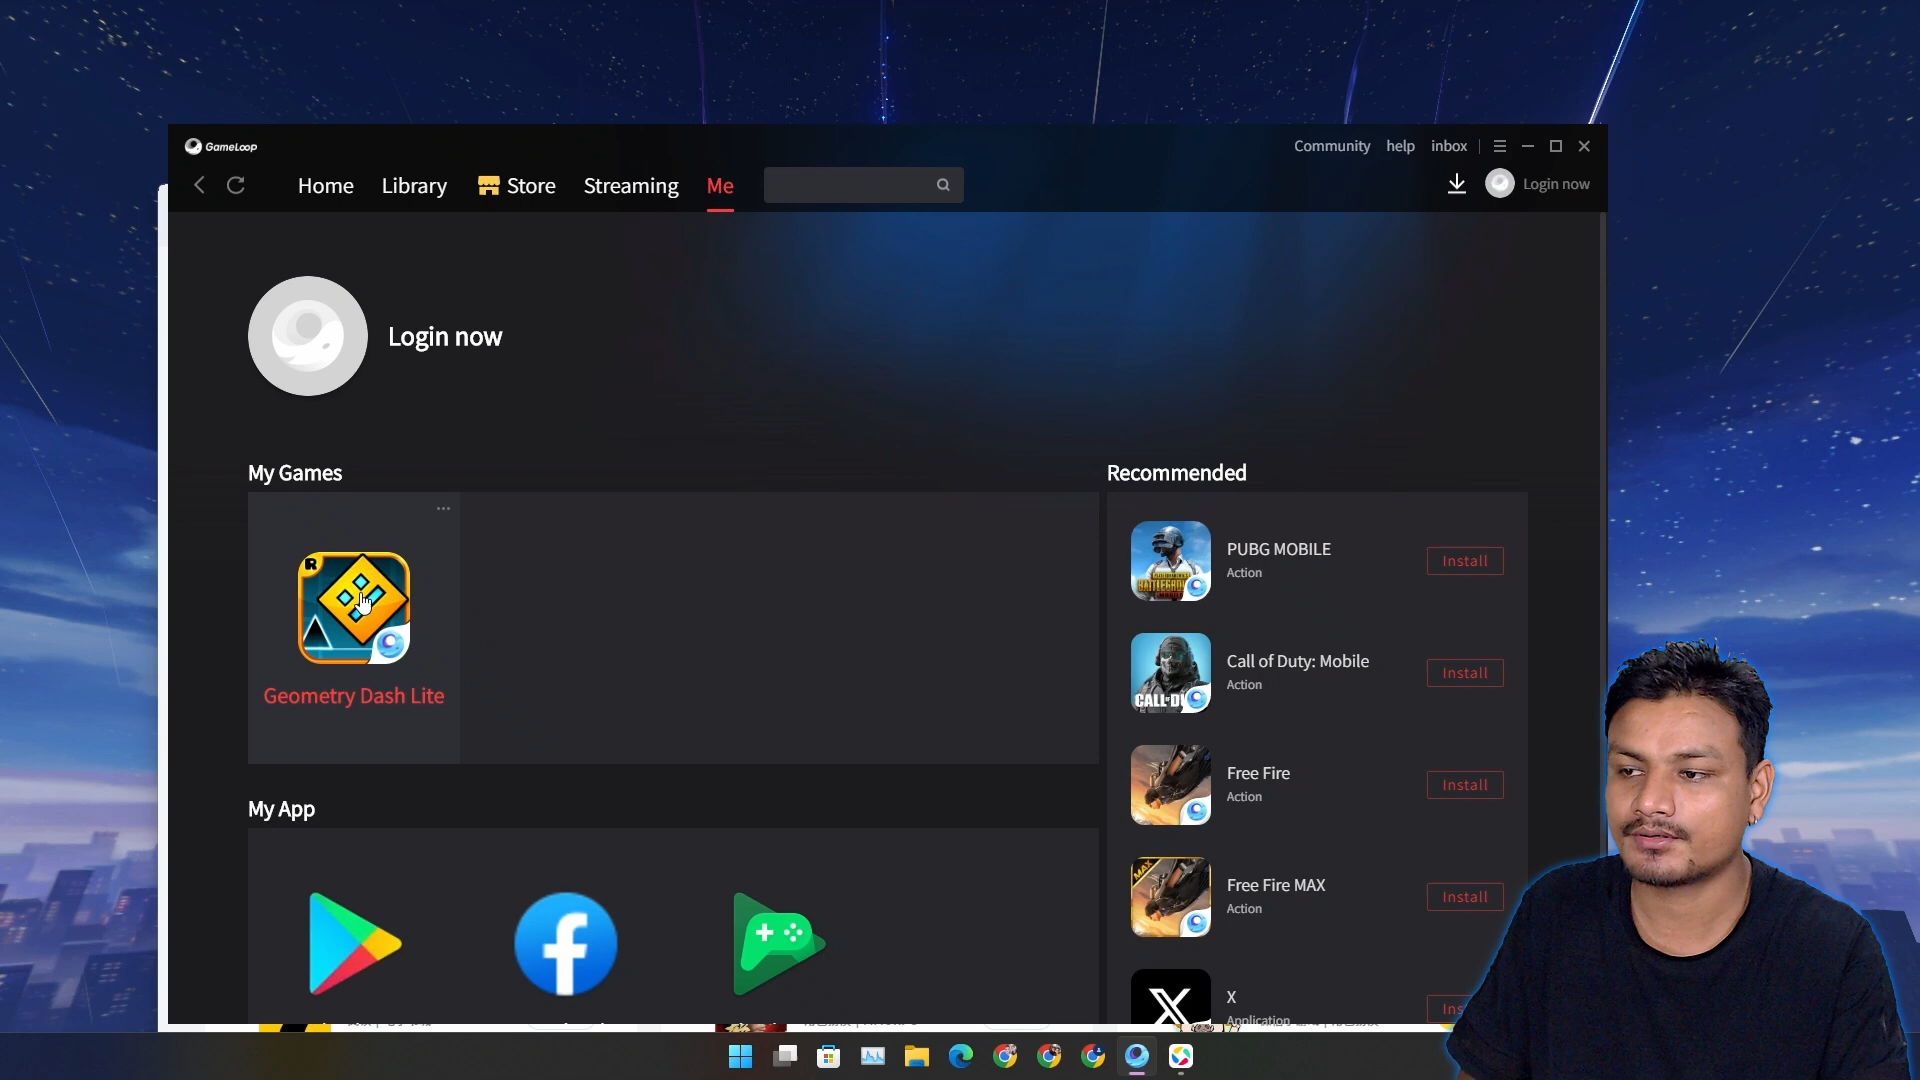 GameLoop
Community help inbox
Home Library Store Streaming Me
Login now
Login now
My Games
Recommended
R
Geometry Dash Lite
PUBG MOBILE
Action
Install
Call of Duty: Mobile
Action
Install
Free Fire
Action
Install
MAX
Free Fire MAX
Action
Install
My App
X
Application